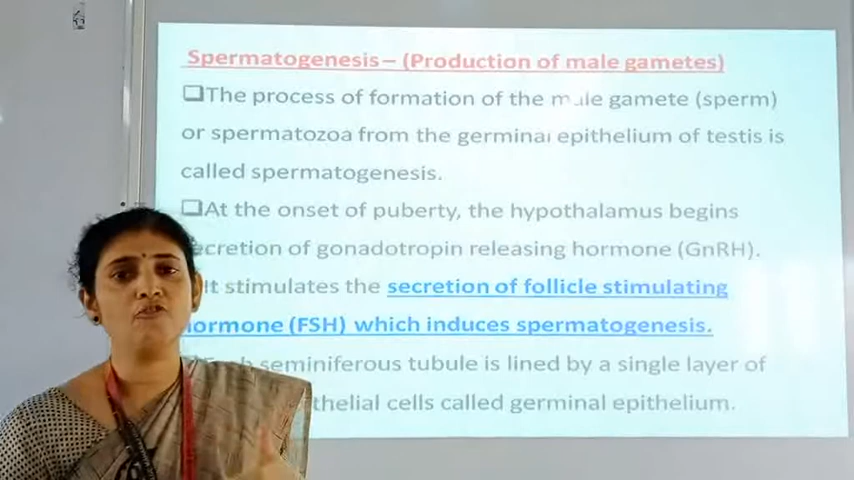 Spermatogenesis – (Production of male gametes)
The process of formation of the male gamete (sperm)
or spermatozoa from the germinal epithelium of testis is
called spermatogenesis.
At the onset of puberty, the hypothalamus begins
secretion of gonadotropin releasing hormone (GnRH).
It stimulates the secretion of follicle stimulating
hormone (FSH) which induces spermatogenesis.
seminiferous tubule is lined by a single layer of
cells called germinal epithelium.